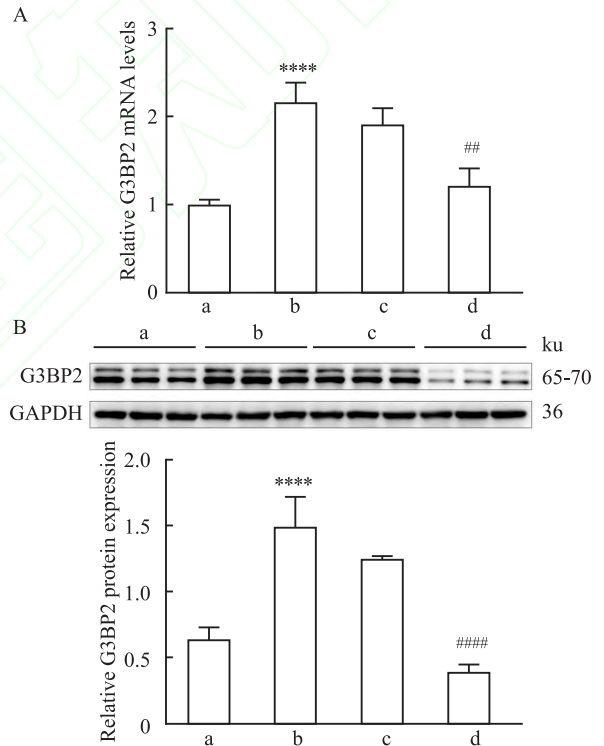 A
Relative G3BP2 mRNA levels
3
2
1
0
****
##
a b c d
B
a b c d
ku
G3BP2 65-70
GAPDH 36
Relative G3BP2 protein expression
2.0
1.5
1.0
0.5
0
****
####
a b c d